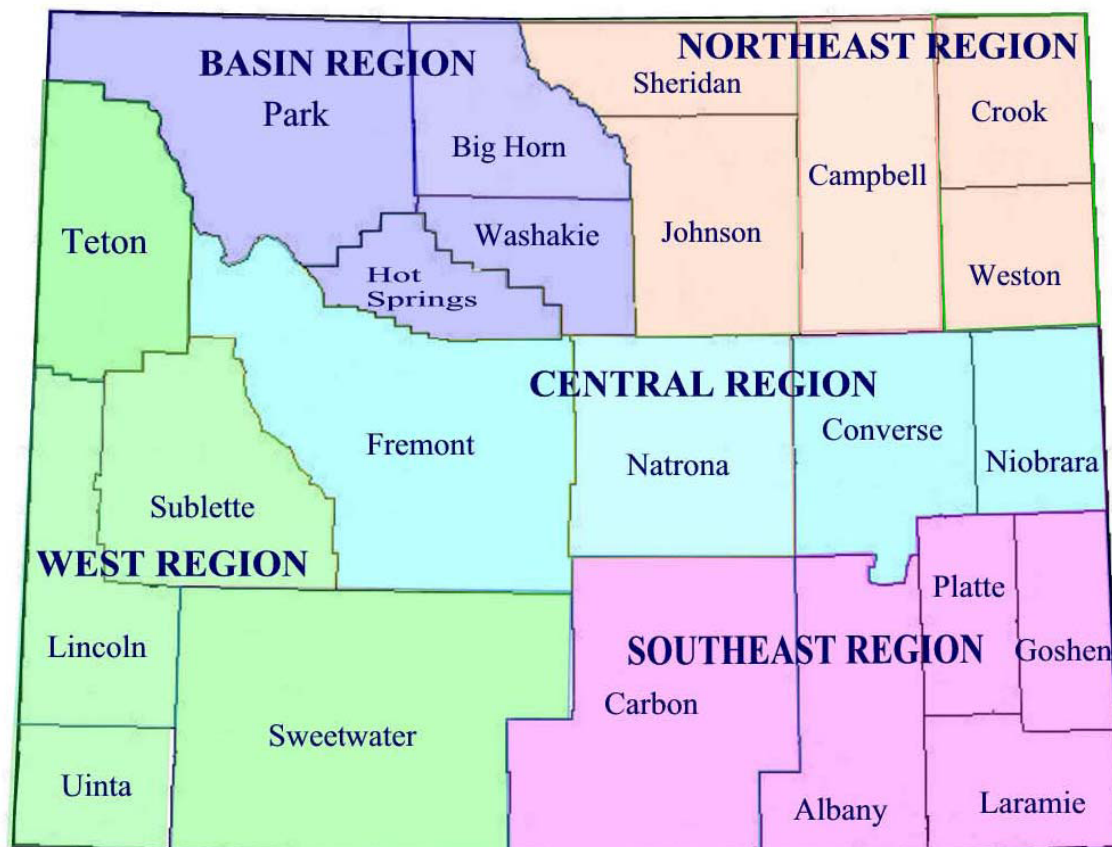 BASIN REGION
NORTHEAST REGION
Park
Sheridan
Crook
Big Horn
Campbell
Teton
Washakie
Johnson
Hot
Springs
Weston
CENTRAL REGION
Fremont
Natrona
Converse
Niobrara
Sublette
WEST REGION
Platte
Lincoln
SOUTHEAST REGION
Goshen
Carbon
Sweetwater
Uinta
Albany
Laramie